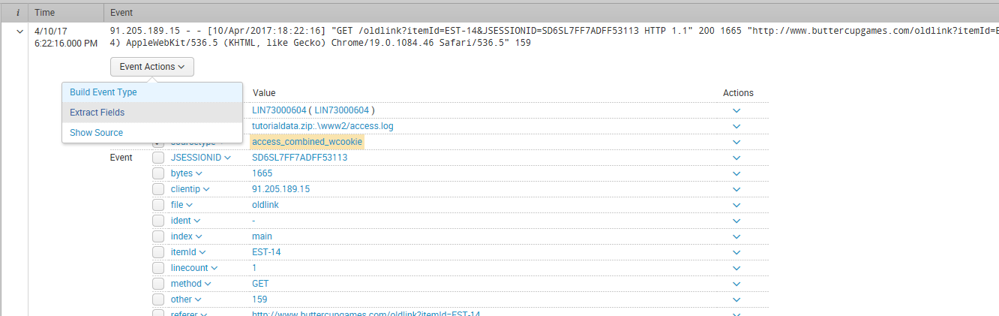 i Time Event
4/10/17 91.205.189.15 - - [10/Apr/2017:18:22:16] "GET /oldlink?itemId=EST-14&JSESSIONID=SD6SL7FF7ADFF53113 HTTP 1.1" 200 1665 "http://www.buttercupgames.com/oldlink?itemId=E
6:22:16.000 PM 4) AppleWebKit/536.5 (KHTML, like Gecko) Chrome/19.0.1084.46 Safari/536.5" 159
Event Actions
Build Event Type
Extract Fields
Show Source
Value Actions
LIN73000604 ( LIN73000604 )
tutorialdata.zip:.\www2/access.log
sourcetype access_combined_wcookie
Event JSESSIONID SD6SL7FF7ADFF53113
bytes 1665
clientip 91.205.189.15
file oldlink
ident -
index main
itemId EST-14
linecount 1
method GET
other 159
referer http://www.buttercupgames.com/oldlink?itemId=EST-14